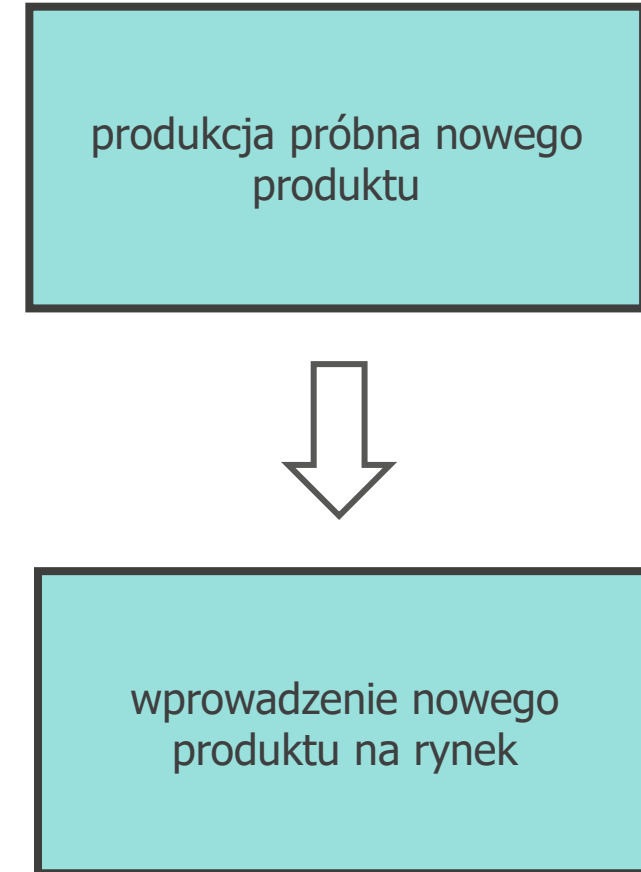 produkcja próbna nowego
produktu
wprowadzenie nowego
produktu na rynek